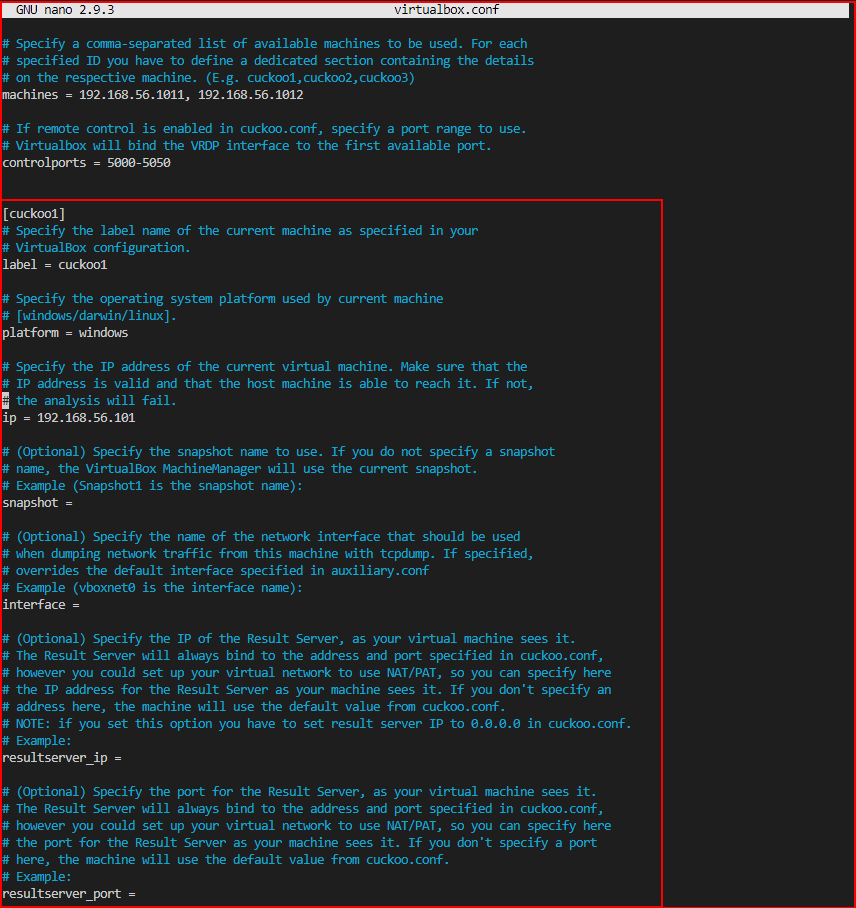 GNU nano 2.9.3 virtualbox.conf
# Specify a comma-separated list of available machines to be used. For each
# specified ID you have to define a dedicated section containing the details
# on the respective machine. (E.g. cuckoo1,cuckoo2,cuckoo3)
machines = 192.168.56.1011, 192.168.56.1012
# If remote control is enabled in cuckoo.conf, specify a port range to use.
# Virtualbox will bind the VRDP interface to the first available port.
controlports = 5000-5050
[cuckoo1]
# Specify the label name of the current machine as specified in your
# VirtualBox configuration.
label = cuckoo1
# Specify the operating system platform used by current machine
# [windows/darwin/linux].
platform = windows
# Specify the IP address of the current virtual machine. Make sure that the
# IP address is valid and that the host machine is able to reach it. If not,
# the analysis will fail.
ip = 192.168.56.101
# (Optional) Specify the snapshot name to use. If you do not specify a snapshot
# name, the VirtualBox MachineManager will use the current snapshot.
# Example (Snapshot1 is the snapshot name):
snapshot =
# (Optional) Specify the name of the network interface that should be used
# when dumping network traffic from this machine with tcpdump. If specified,
# overrides the default interface specified in auxiliary.conf
# Example (vboxnet0 is the interface name):
interface =
# (Optional) Specify the IP of the Result Server, as your virtual machine sees it.
# The Result Server will always bind to the address and port specified in cuckoo.conf,
# however you could set up your virtual network to use NAT/PAT, so you can specify here
# the IP address for the Result Server as your machine sees it. If you don't specify an
# address here, the machine will use the default value from cuckoo.conf.
# NOTE: if you set this option you have to set result server IP to 0.0.0.0 in cuckoo.conf.
# Example:
resultserver_ip =
# (Optional) Specify the port for the Result Server, as your virtual machine sees it.
# The Result Server will always bind to the address and port specified in cuckoo.conf,
# however you could set up your virtual network to use NAT/PAT, so you can specify here
# the port for the Result Server as your machine sees it. If you don't specify a port
# here, the machine will use the default value from cuckoo.conf.
# Example:
resultserver_port =